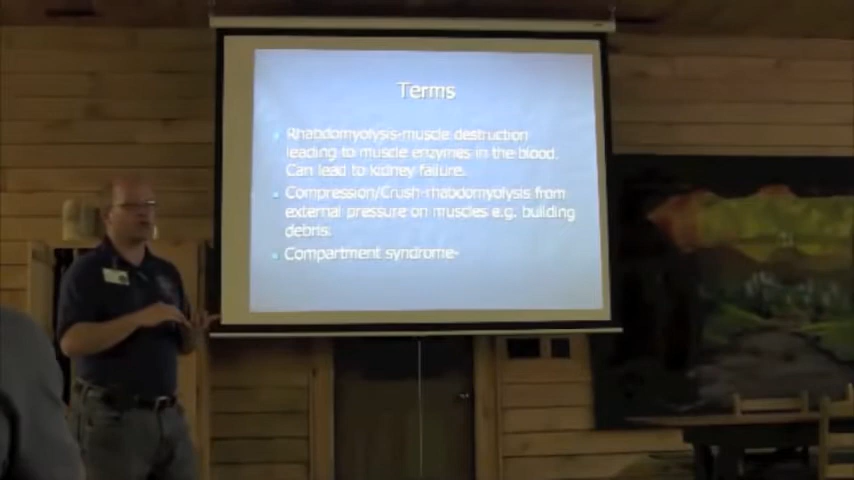 Terms
Rhabdomyolysis-muscle destruction
leading to muscle enzymes in the blood.
Can lead to kidney failure.
Compression/Crush-rhabdomyolysis from
external pressure on muscles e.g. building
debris.
Compartment syndrome-